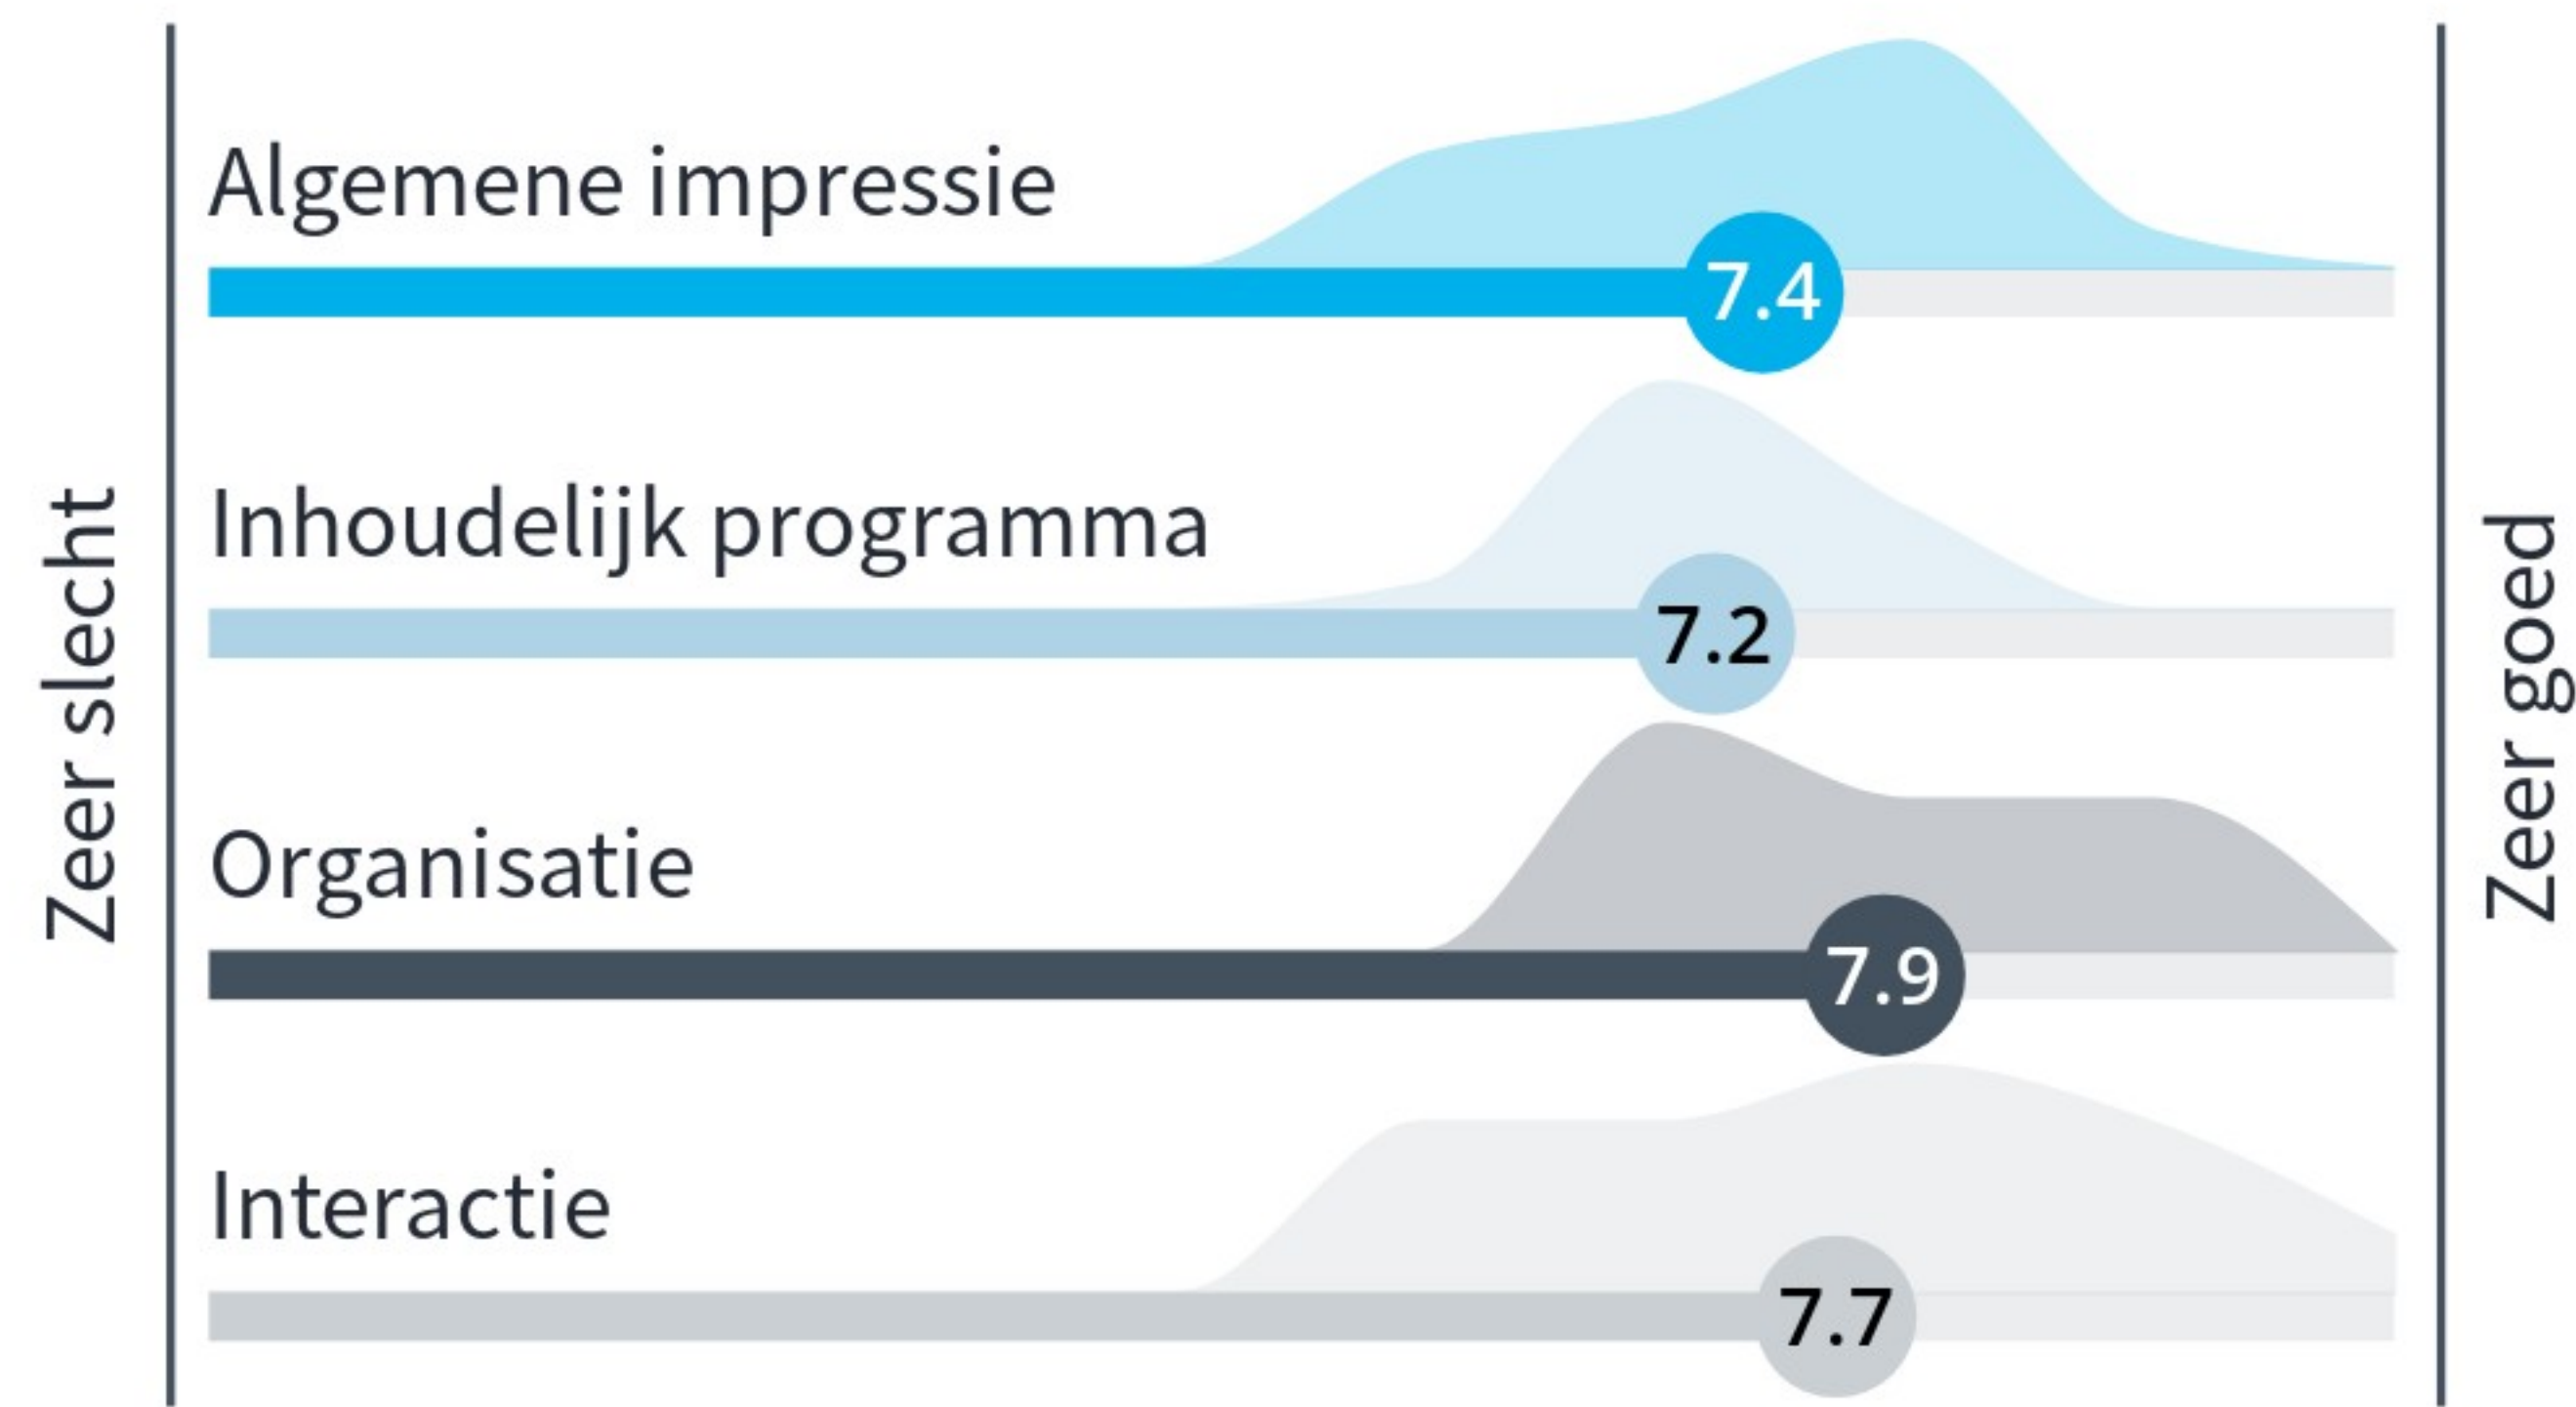 Zeer slecht
Algemene impressie
7.4
Inhoudelijk programma
7.2
Organisatie
7.9
Interactie
7.7
Zeer goed